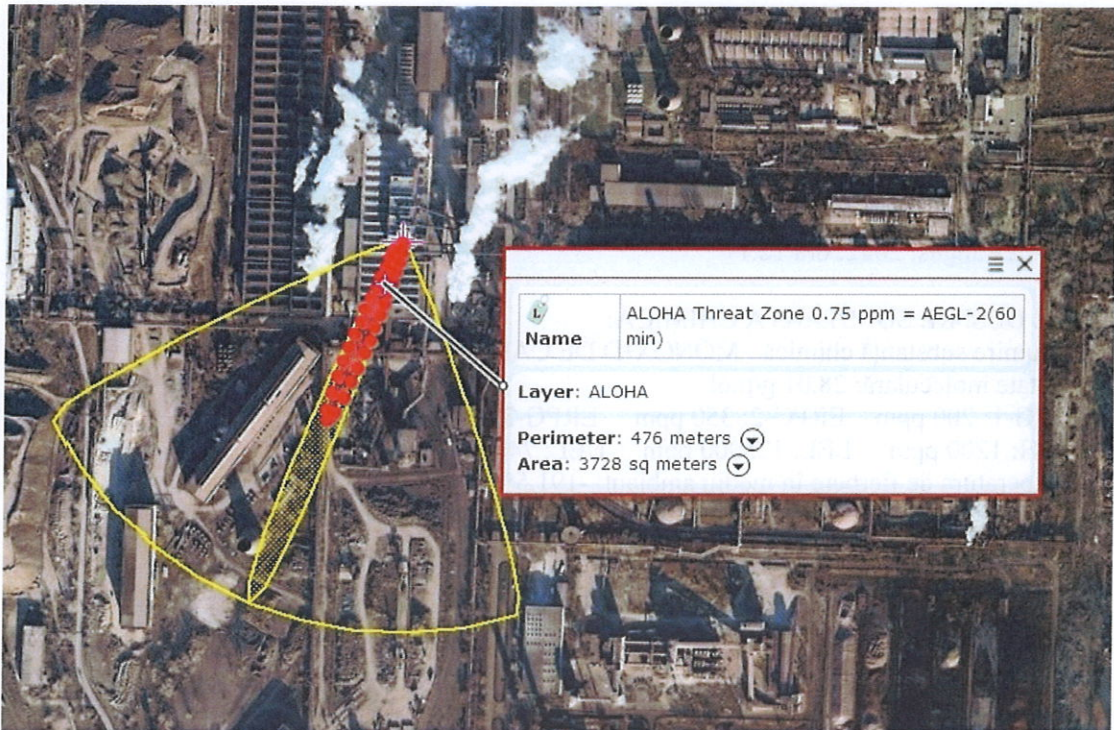 ALOHA Threat Zone 0.75 ppm = AEGL-2(60
min)
L
Name
Layer: ALOHA
Perimeter: 476 meters
Area: 3728 sq meters